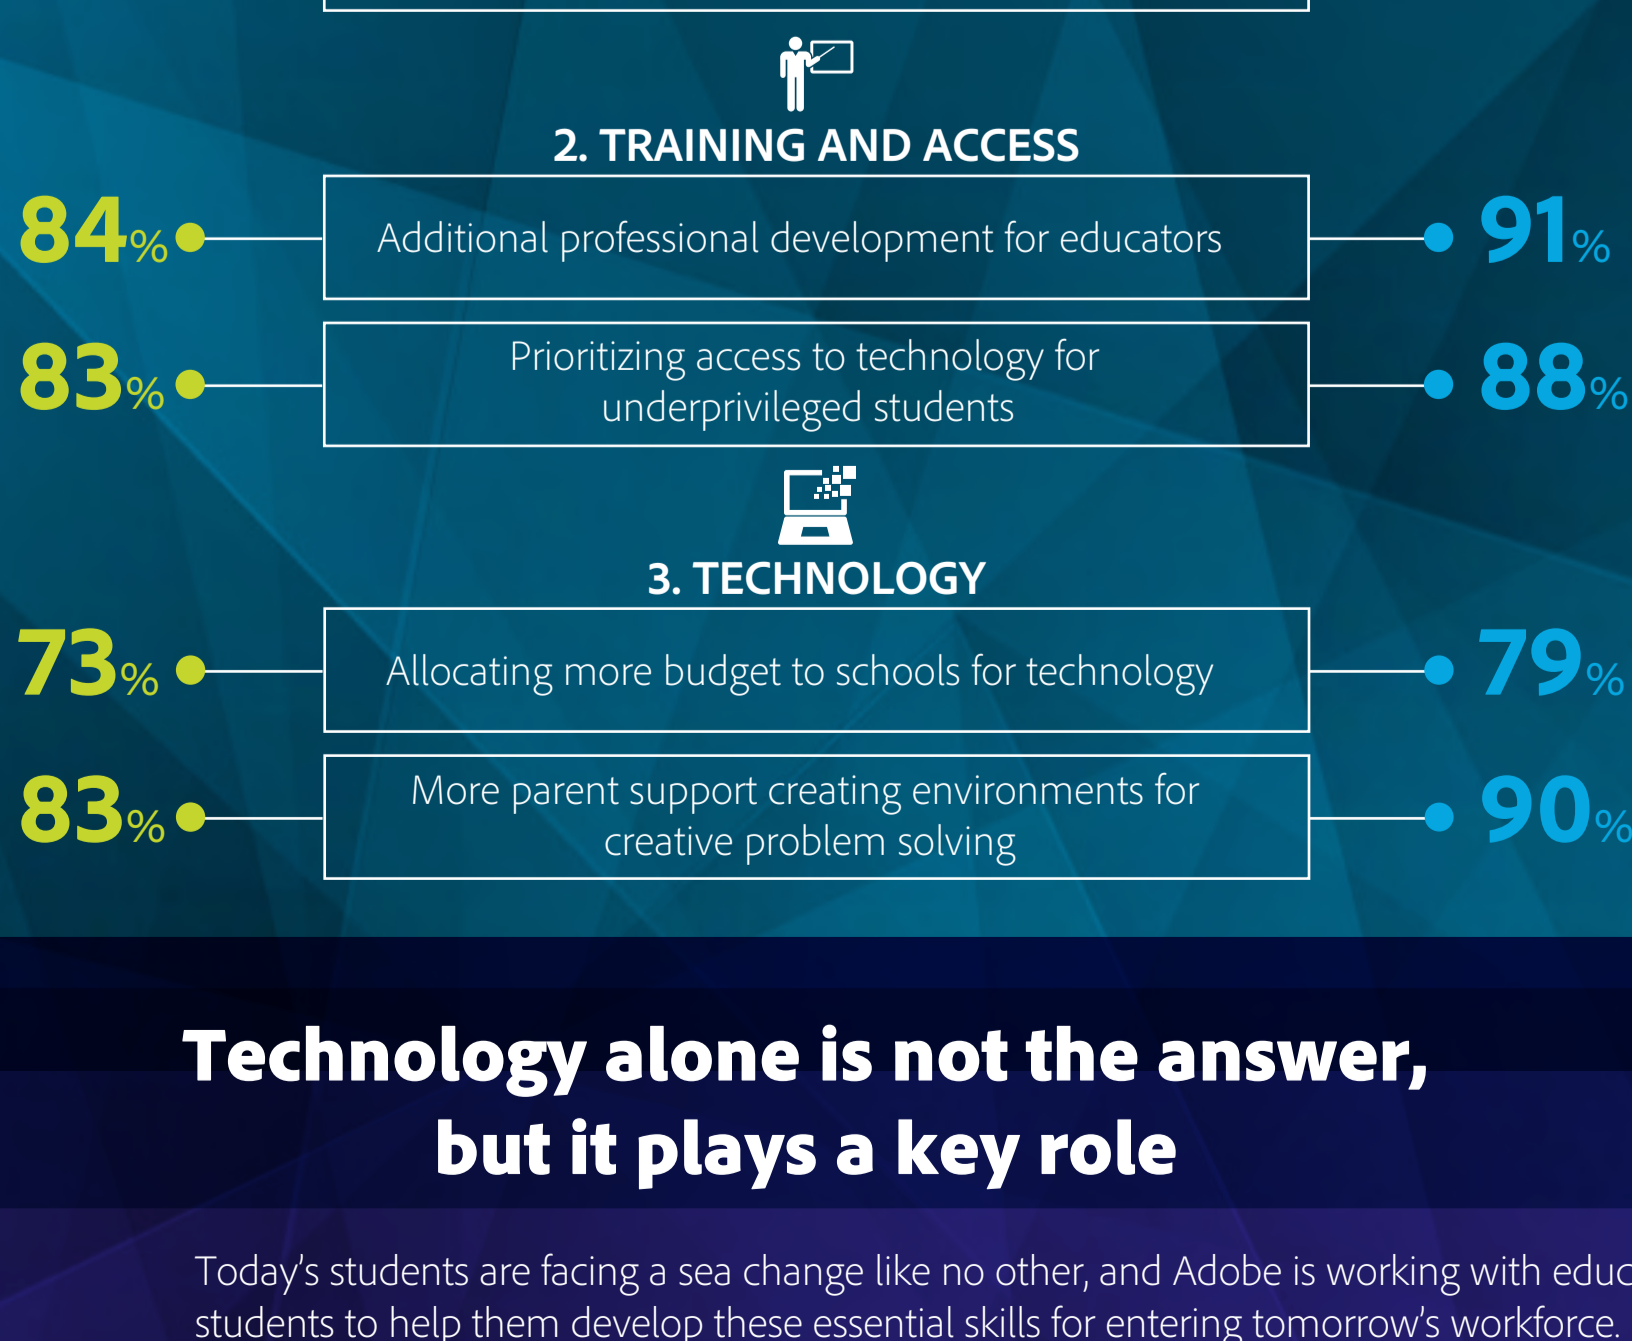 2. TRAINING AND ACCESS
84% Additional professional development for educators 91%
83% Prioritizing access to technology for 88%
underprivileged students
3. TECHNOLOGY
73% Allocating more budget to schools for technology 79%
83% More parent support creating environments for 90%
creative problem solving
Technology alone is not the answer,
but it plays a key role
Today's students are facing a sea change like no other, and Adobe is working with educ
students to help them develop these essential skills for entering tomorrow's workforce.